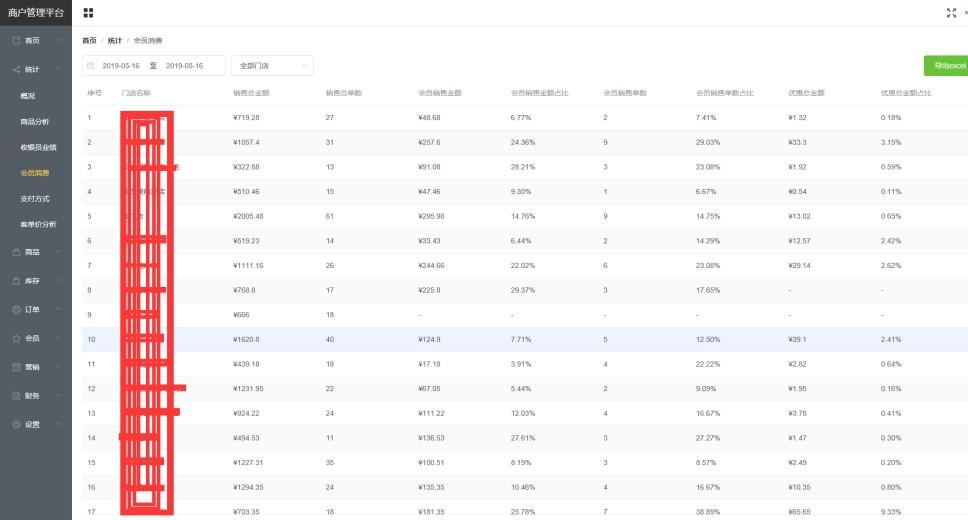 商户管理平台
首页
统计
概况
商品分析
收银员业绩
会员消费
支付方式
客单价分析
商品
库存
订单
会员
营销
财务
设置
首页 / 统计 / 会员消费
2019-05-16 至 2019-05-16 全部门店
导出excel
序号 门店名称 销售总金额 销售总单数 会员销售金额 会员销售金额占比 会员销售单数 会员销售单数占比 优惠总金额 优惠总金额占比
1 ¥719.28 27 ¥48.68 6.77% 2 7.41% ¥1.32 0.18%
2 ¥1057.4 31 ¥257.6 24.36% 9 29.03% ¥33.3 3.15%
3 ¥322.88 13 ¥91.08 28.21% 3 23.08% ¥1.92 0.59%
4 ¥510.46 15 ¥47.46 9.30% 1 6.67% ¥0.54 0.11%
5 ¥2005.48 61 ¥295.98 14.76% 9 14.75% ¥13.02 0.65%
6 ¥519.23 14 ¥33.43 6.44% 2 14.29% ¥12.57 2.42%
7 ¥1111.16 26 ¥244.66 22.02% 6 23.08% ¥29.14 2.62%
8 ¥768.8 17 ¥225.8 29.37% 3 17.65% - -
9 ¥666 18 - - - - - -
10 ¥1620.8 40 ¥124.9 7.71% 5 12.50% ¥39.1 2.41%
11 ¥439.18 18 ¥17.18 3.91% 4 22.22% ¥2.82 0.64%
12 ¥1231.95 22 ¥67.05 5.44% 2 9.09% ¥1.95 0.16%
13 ¥924.22 24 ¥111.22 12.03% 4 16.67% ¥3.78 0.41%
14 ¥494.53 11 ¥136.53 27.61% 3 27.27% ¥1.47 0.30%
15 ¥1227.31 35 ¥100.51 8.19% 3 8.57% ¥2.49 0.20%
16 ¥1294.35 24 ¥135.35 10.46% 4 16.67% ¥10.35 0.80%
17 ¥703.35 18 ¥181.35 25.78% 7 38.89% ¥65.65 9.33%